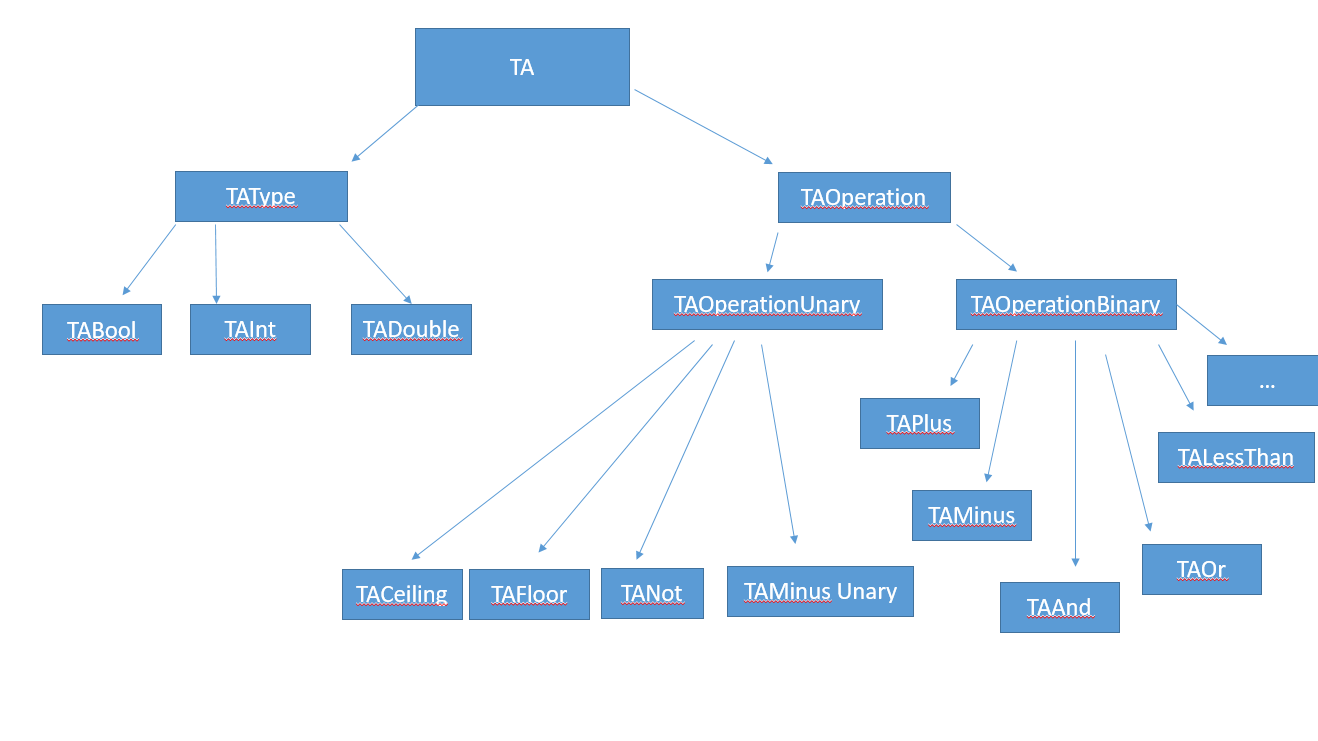 TA
TAType
TAOperation
TAOperationUnary
TAOperationBinary
TABool
TAInt
TADouble
...
TAPlus
TALessThan
TAMinus
TAOr
TACeiling
TAFloor
TANot
TAMinus Unary
TAAnd